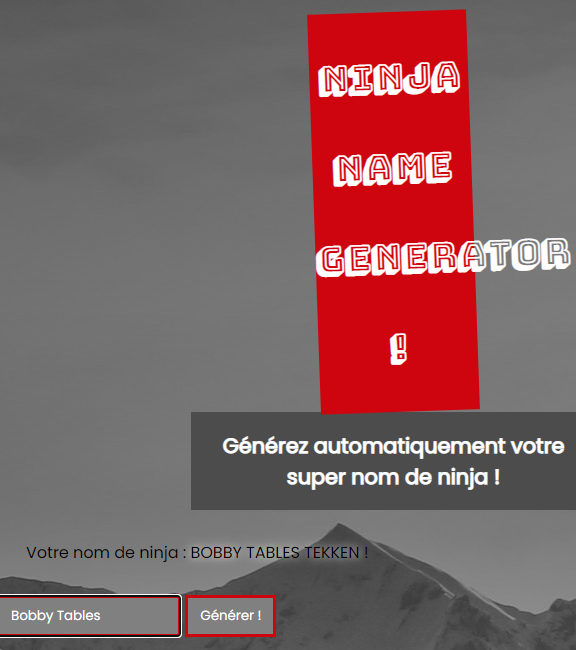 NINJA
NAME
GENERATOR
!
Générez automatiquement votre
super nom de ninja !
Votre nom de ninja : BOBBY TABLES TEKKEN !
Bobby Tables
Générer !